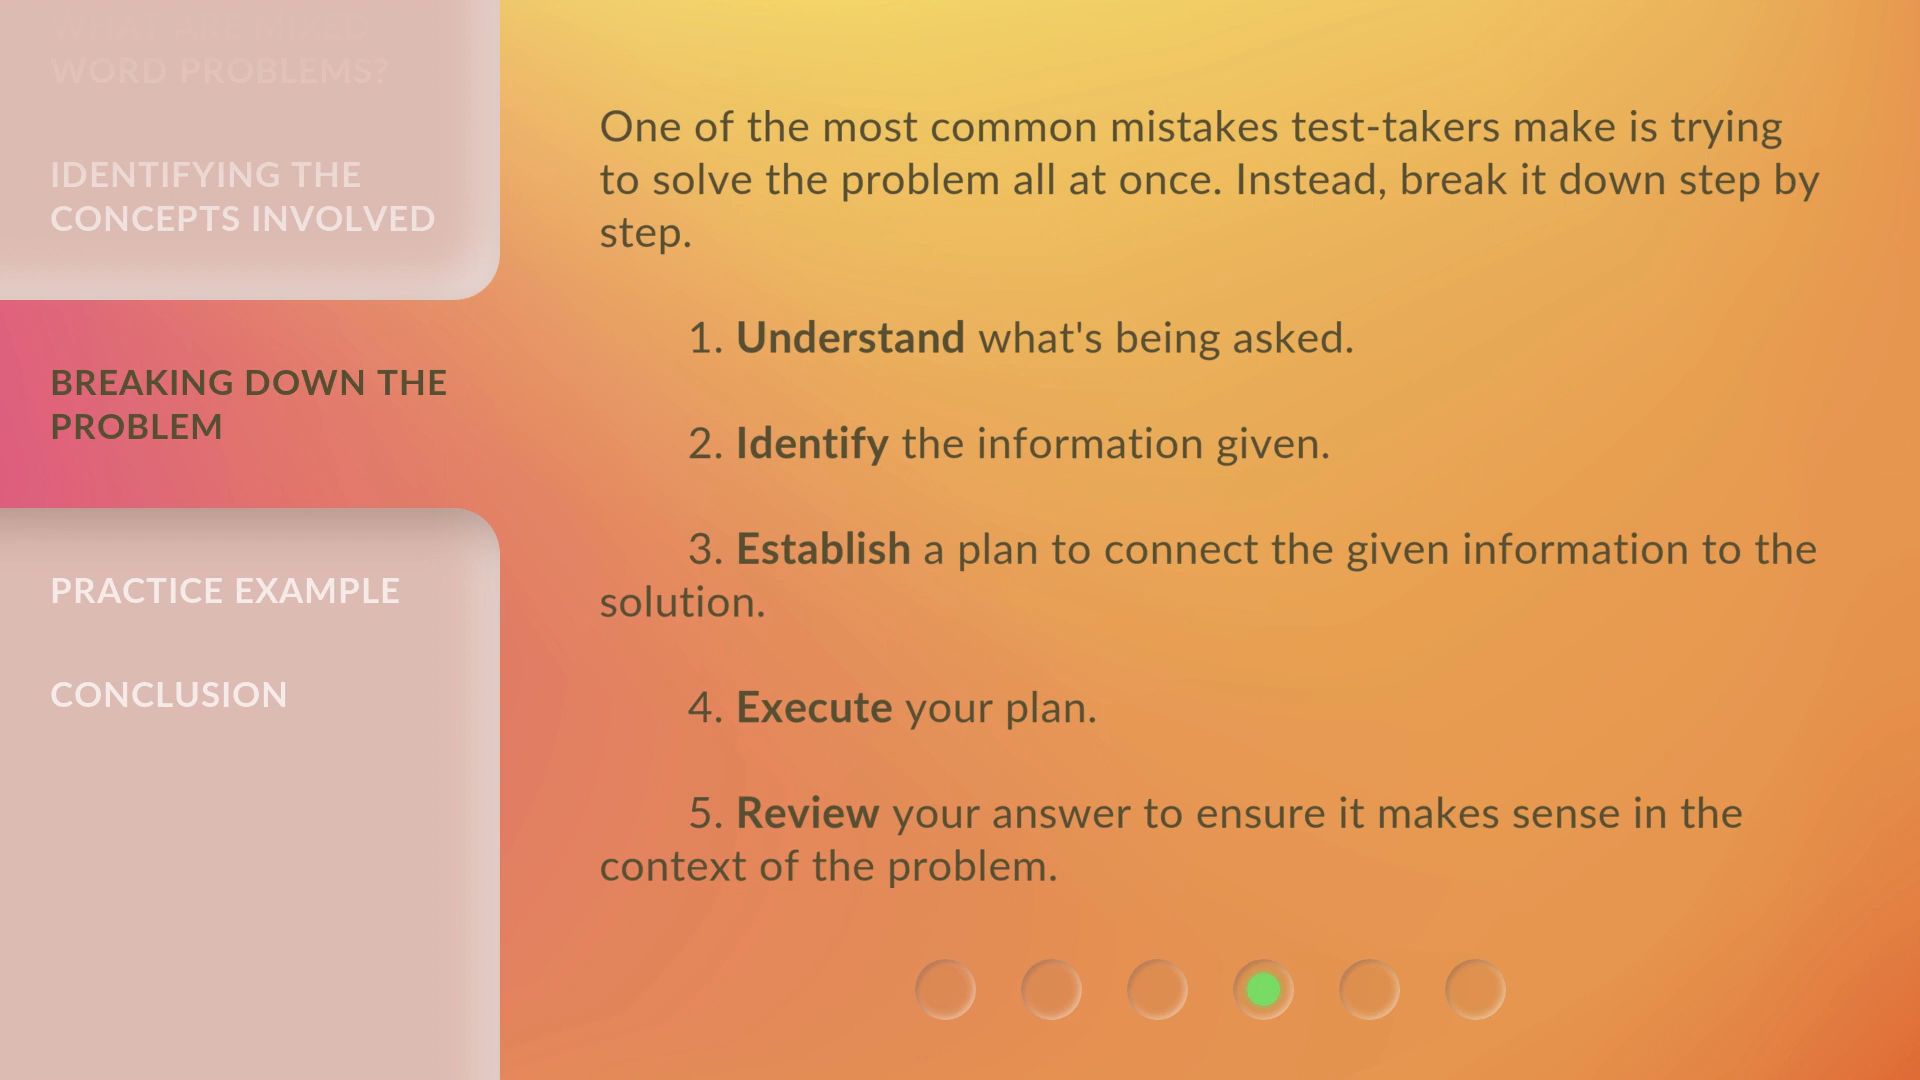 WHAT ARE MIXED
WORD PROBLEMS?
IDENTIFYING THE
CONCEPTS INVOLVED
BREAKING DOWN THE
PROBLEM
PRACTICE EXAMPLE
CONCLUSION
One of the most common mistakes test-takers make is trying
to solve the problem all at once. Instead, break it down step by
step.
1. Understand what's being asked.
2. Identify the information given.
3. Establish a plan to connect the given information to the
solution.
4. Execute your plan.
5. Review your answer to ensure it makes sense in the
context of the problem.